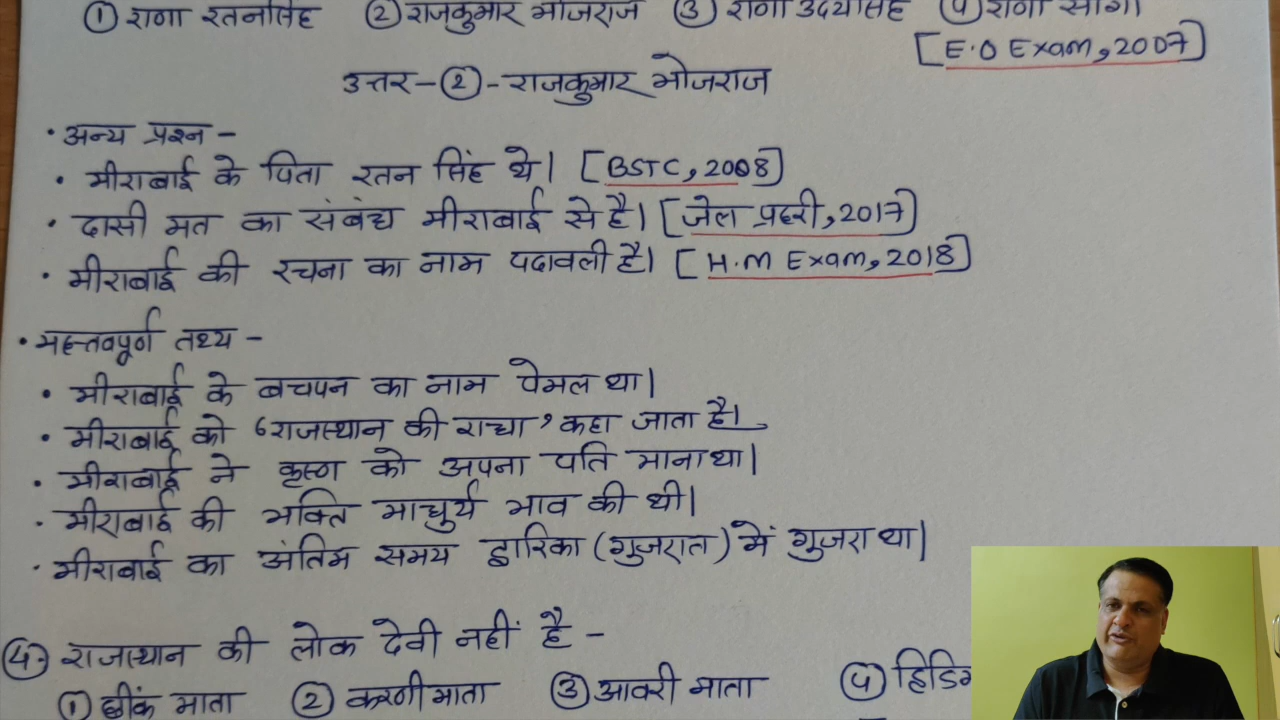 ① राणा रतनसिंह ② राजकुमार भोजराज ③ राणा उदयसिंह ④ राणा सांगा
[E.O Exam, 2007]
उत्तर-②-राजकुमार भोजराज
• अन्य प्रश्न -
• मीराबाई के पिता रतन सिंह थे। [BSTC, 2008]
• दासी मत का संबंध मीराबाई से है। [जेल प्रहरी, 2017]
• मीराबाई की रचना का नाम पदावली है। [H.M Exam, 2018]
• महत्तवपूर्ण तथ्य -
• मीराबाई के बचपन का नाम पेमल था।
• मीराबाई को 'राजस्थान की राधा' कहा जाता है।
• मीराबाई ने कृष्ण को अपना पति माना था।
• मीराबाई की भक्ति माधुर्य भाव की थी।
• मीराबाई का अंतिम समय द्वारिका (गुजरात) में गुजरा था।
④ राजस्थान की लोक देवी नहीं है -
① छींक माता ② करणी माता ③ आवरी माता ④